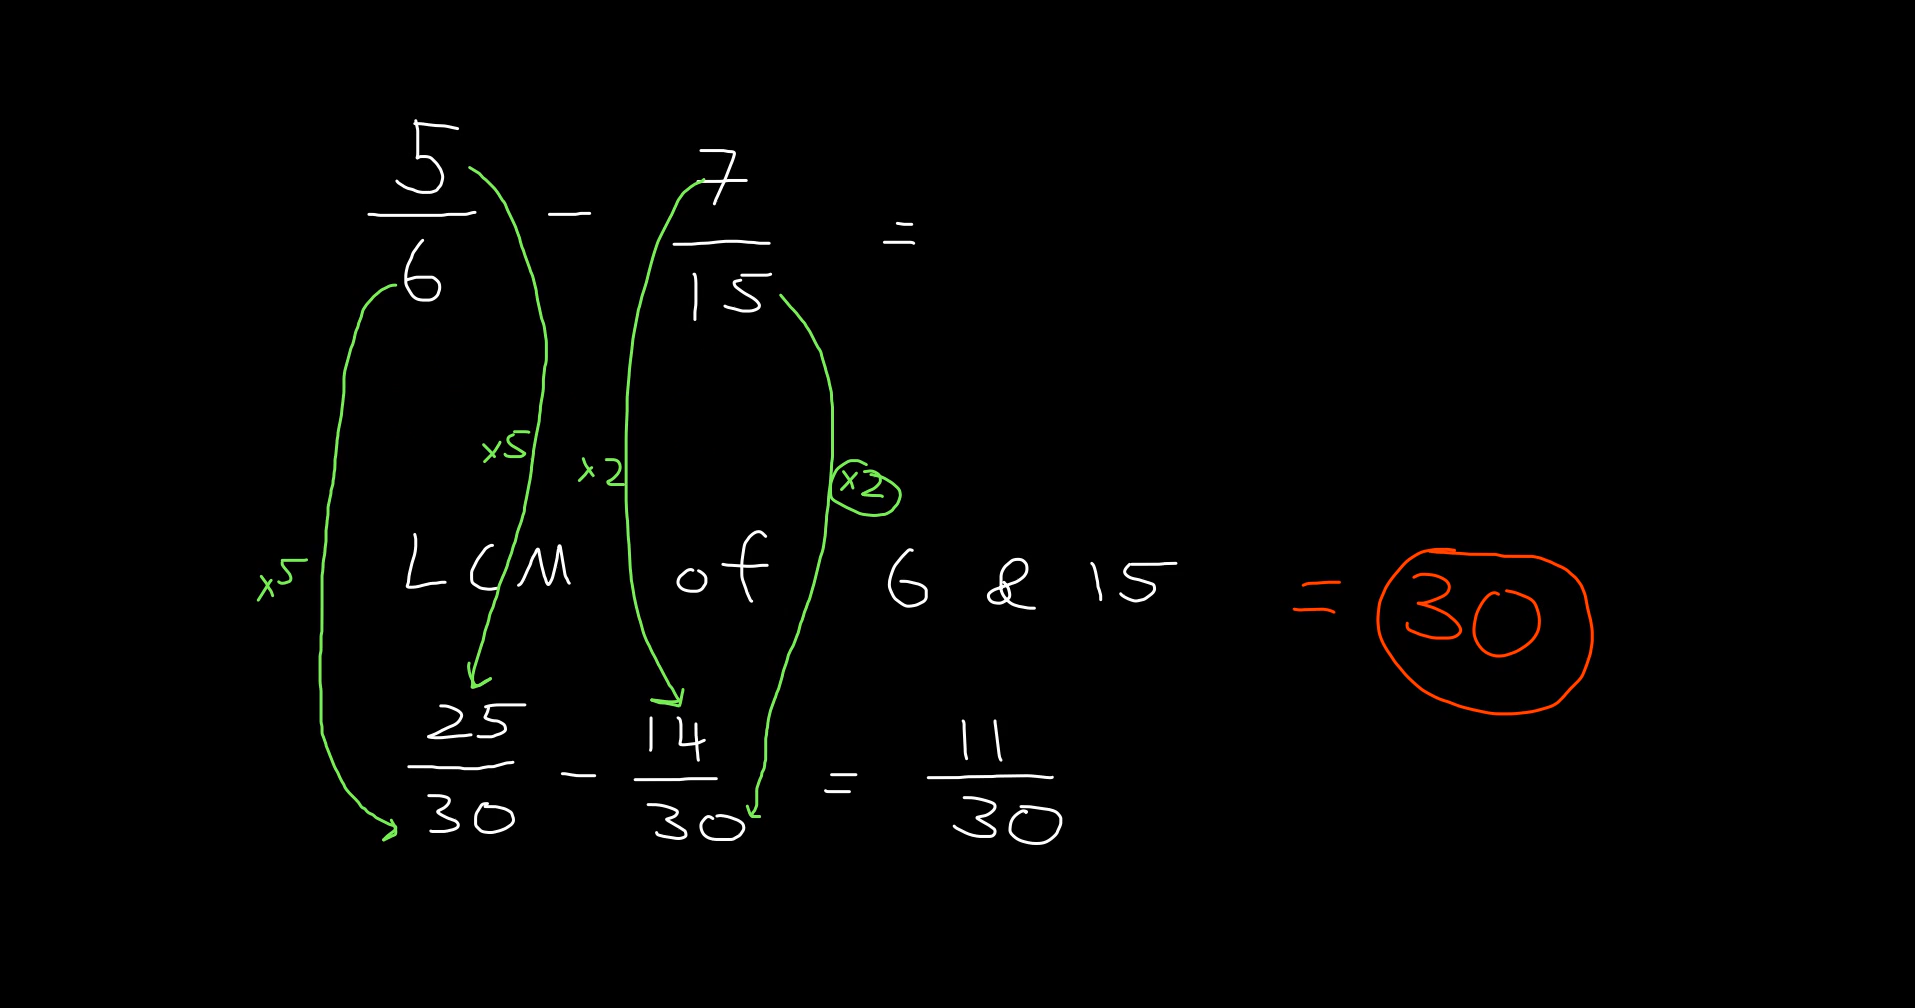 5/6 - 7/15 =
x5 x2 x2
x5 LCM of 6 & 15 = 30
25/30 - 14/30 = 11/30